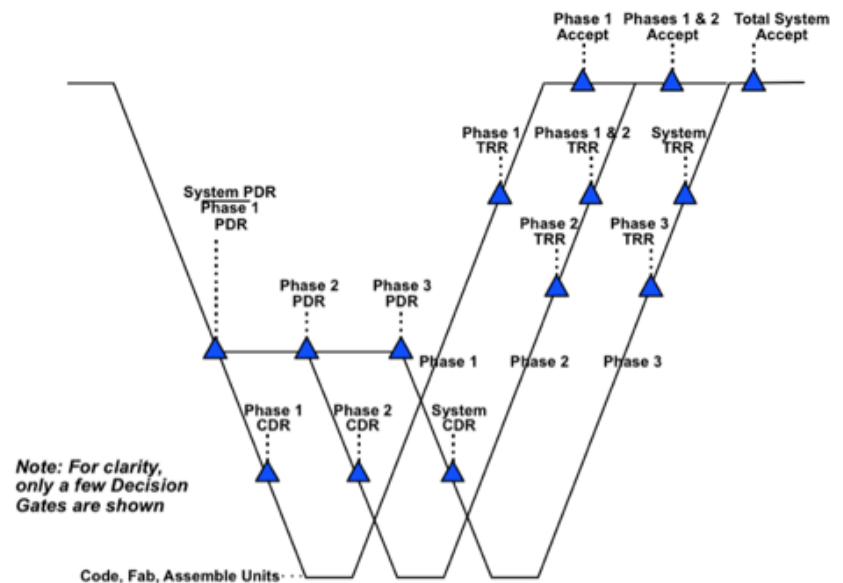 Phase 1
Accept
Phases 1 & 2
Accept
Total System
Accept
Phase 1
TRR
Phases 1 & 2
TRR
System
TRR
System PDR
Phase 1
PDR
Phase 2
TRR
Phase 3
TRR
Phase 2
PDR
Phase 3
PDR
Phase 1
Phase 2
Phase 3
Phase 1
CDR
Phase 2
CDR
System
CDR
Note: For clarity,
only a few Decision
Gates are shown
Code, Fab, Assemble Units